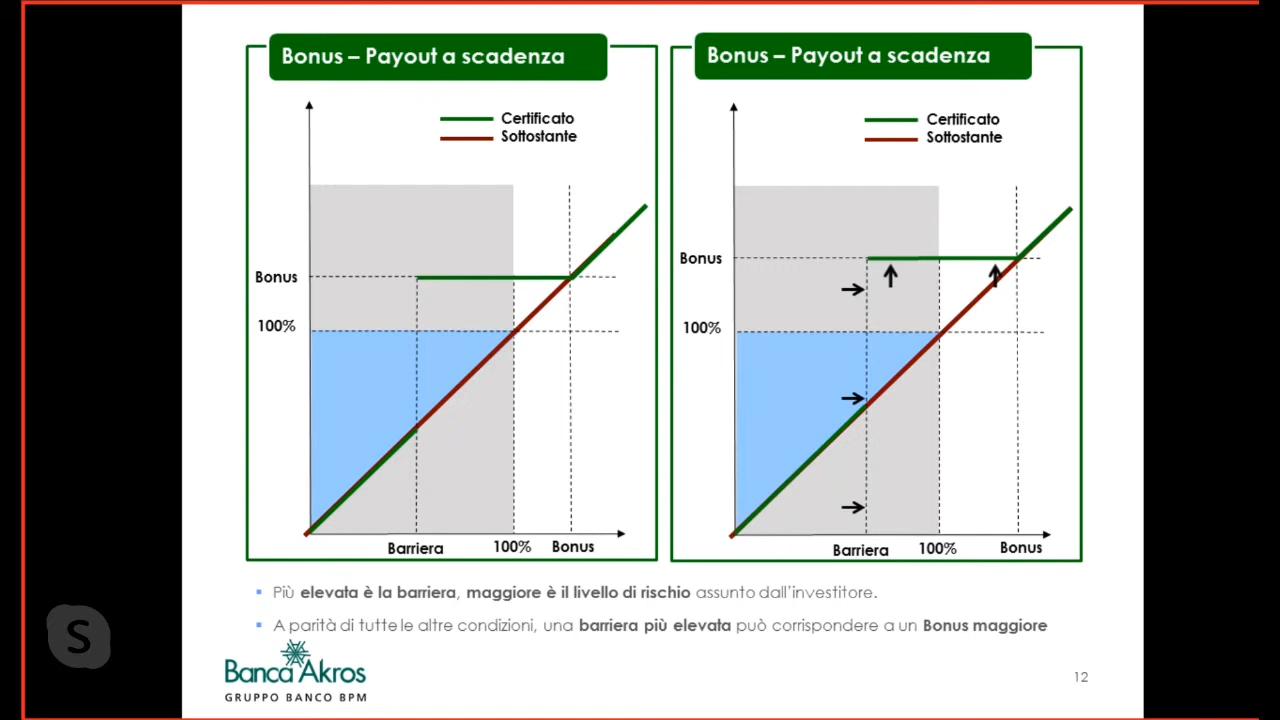 Bonus – Payout a scadenza
Certificato
Sottostante
Bonus
100%
Barriera
100%
Bonus
Bonus – Payout a scadenza
Certificato
Sottostante
Bonus
100%
Barriera
100%
Bonus
Più elevata è la barriera, maggiore è il livello di rischio assunto dall'investitore.
A parità di tutte le altre condizioni, una barriera più elevata può corrispondere a un Bonus maggiore
Banca Akros
GRUPPO BANCO BPM
12
S